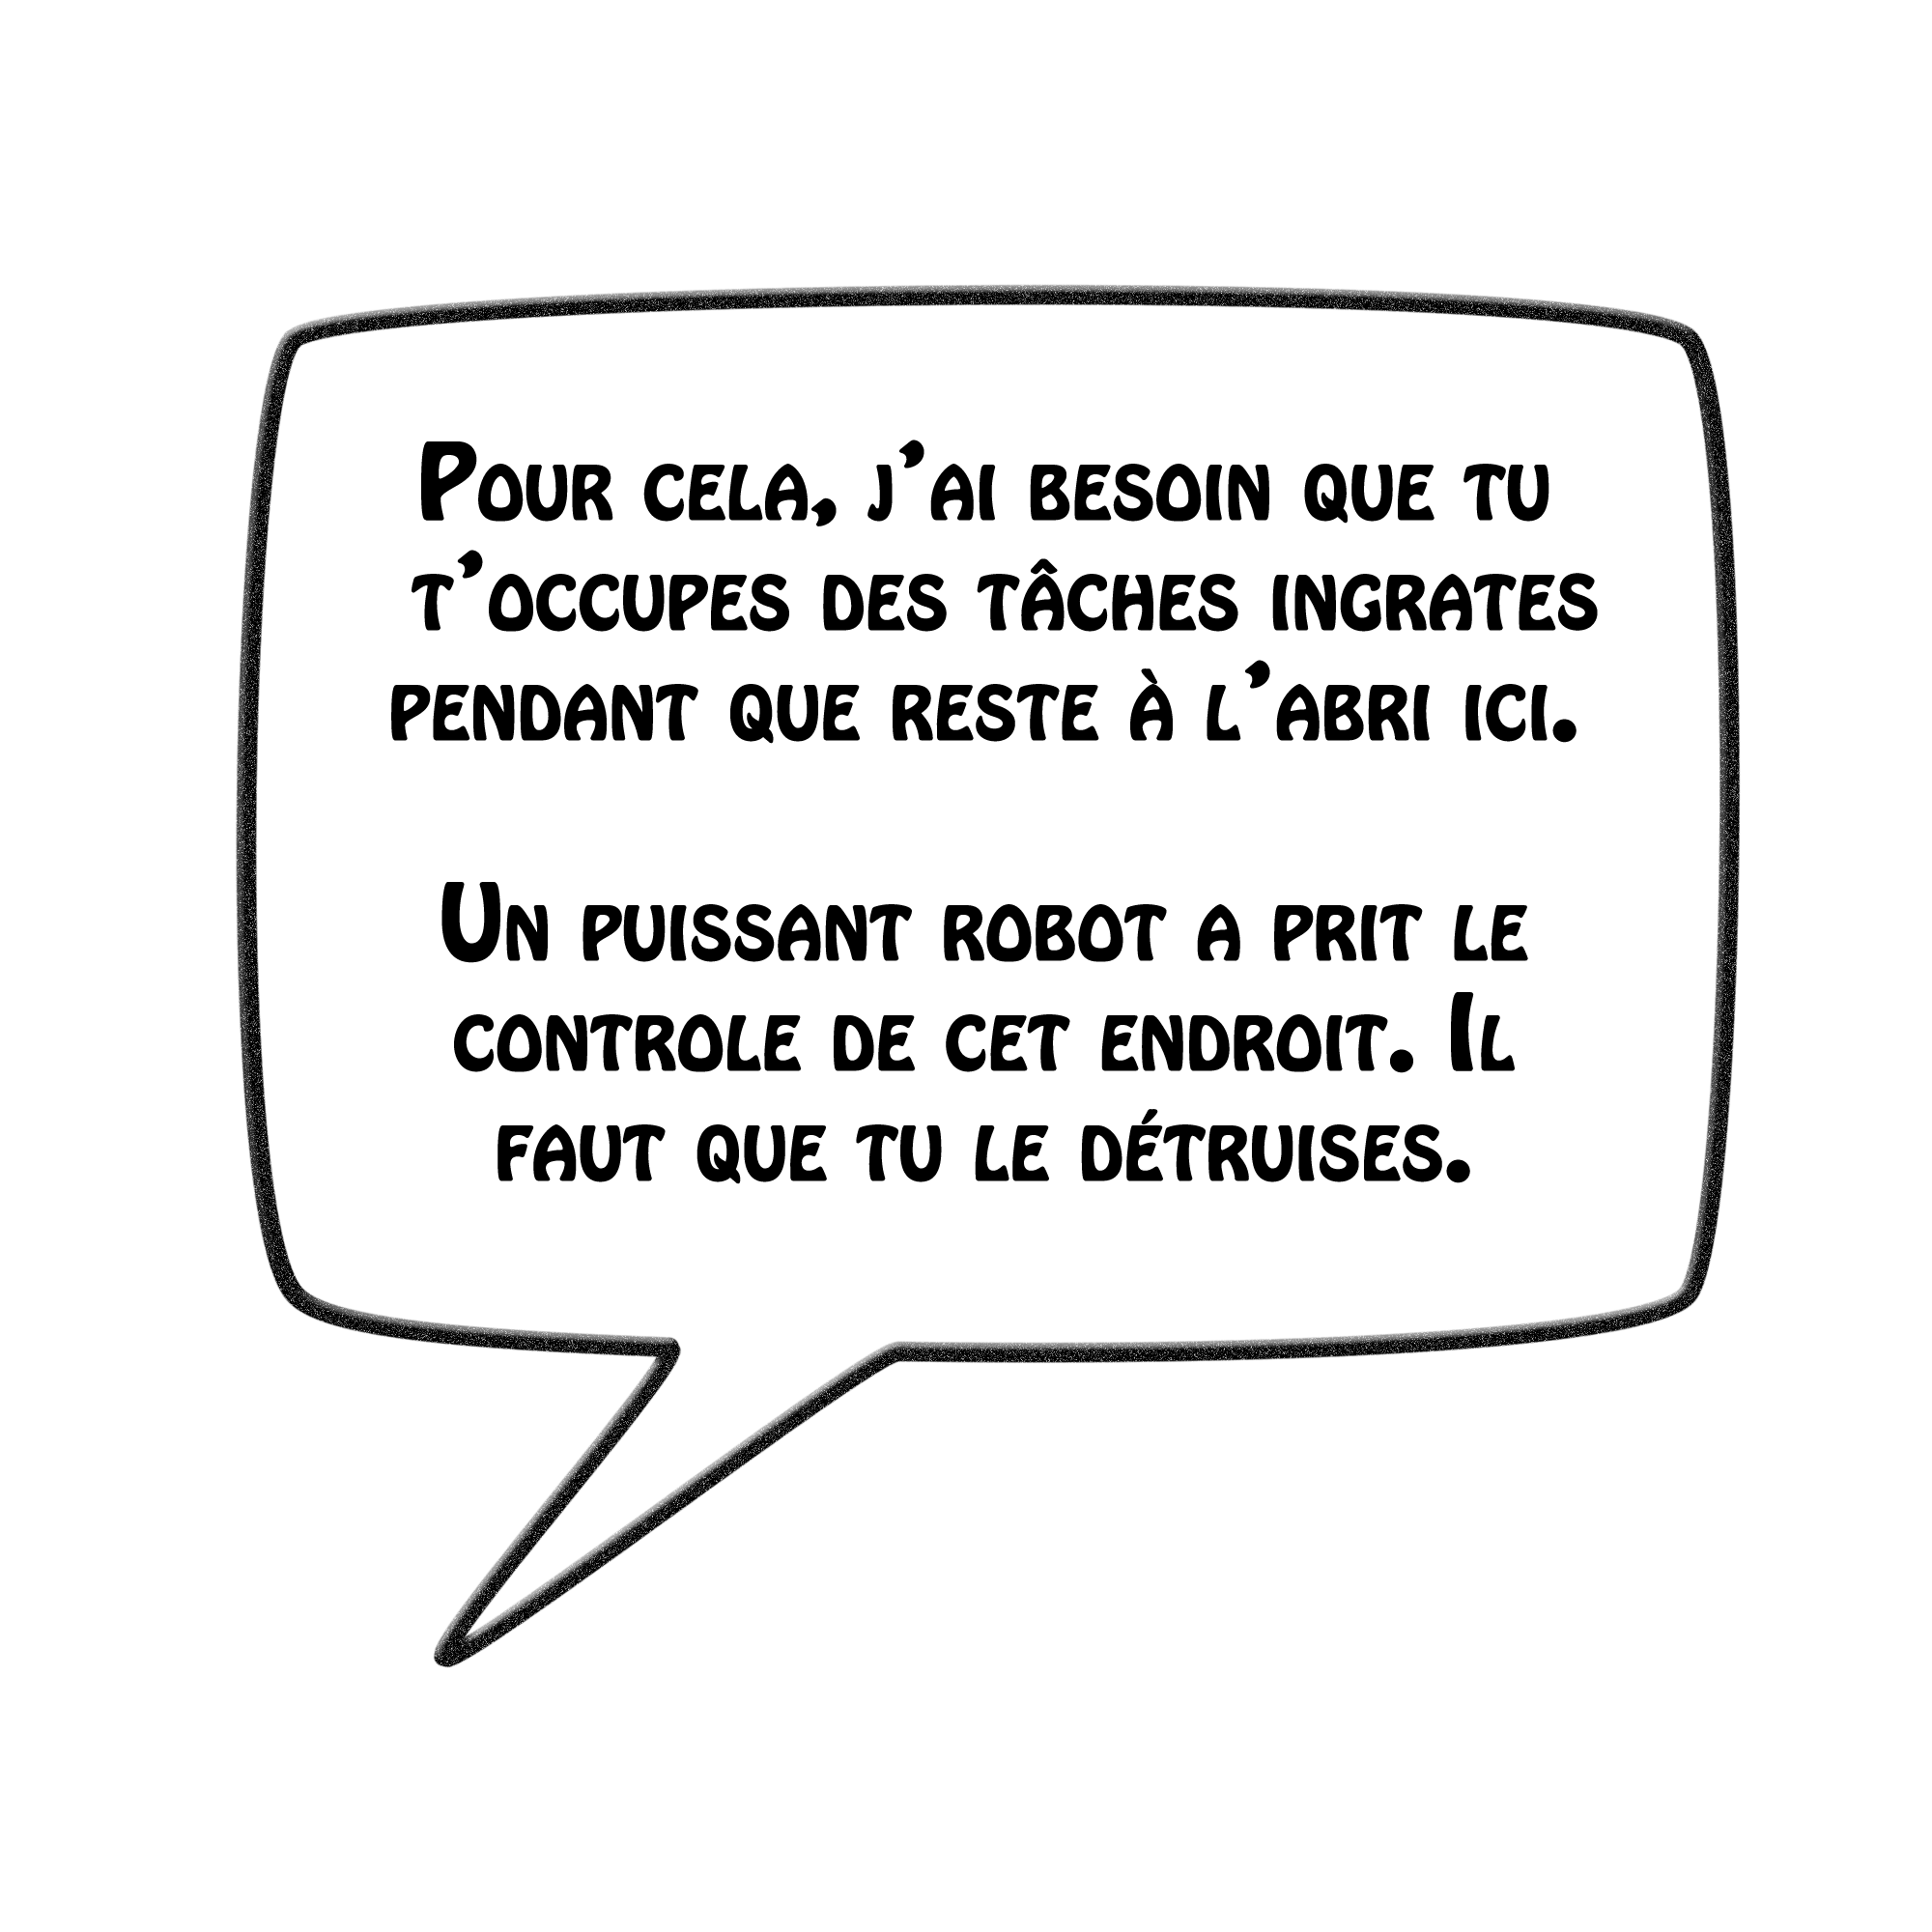 Pour cela, j’ai besoin que tu
t’occupes des tâches ingrates
pendant que reste à l’abri ici.
Un puissant robot a prit le
controle de cet endroit. Il
faut que tu le détruises.